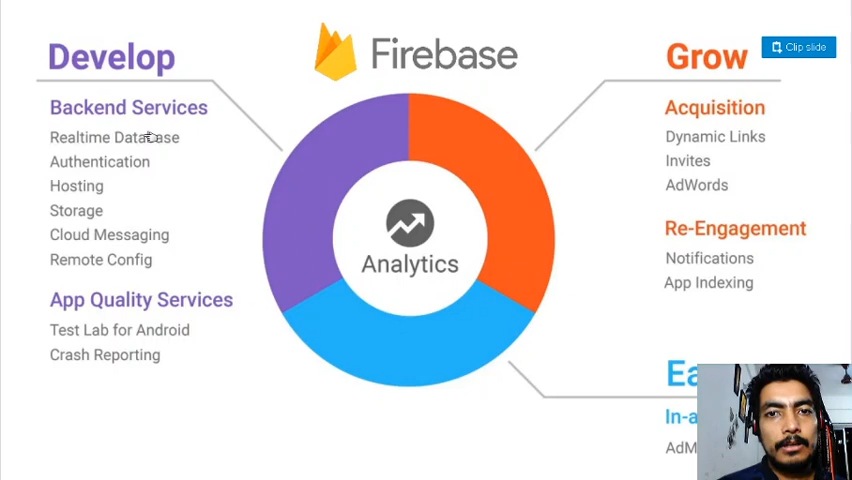 Develop
Firebase
Grow
Clip slide
Backend Services
Realtime Database
Authentication
Hosting
Storage
Cloud Messaging
Remote Config
App Quality Services
Test Lab for Android
Crash Reporting
Analytics
Acquisition
Dynamic Links
Invites
AdWords
Re-Engagement
Notifications
App Indexing